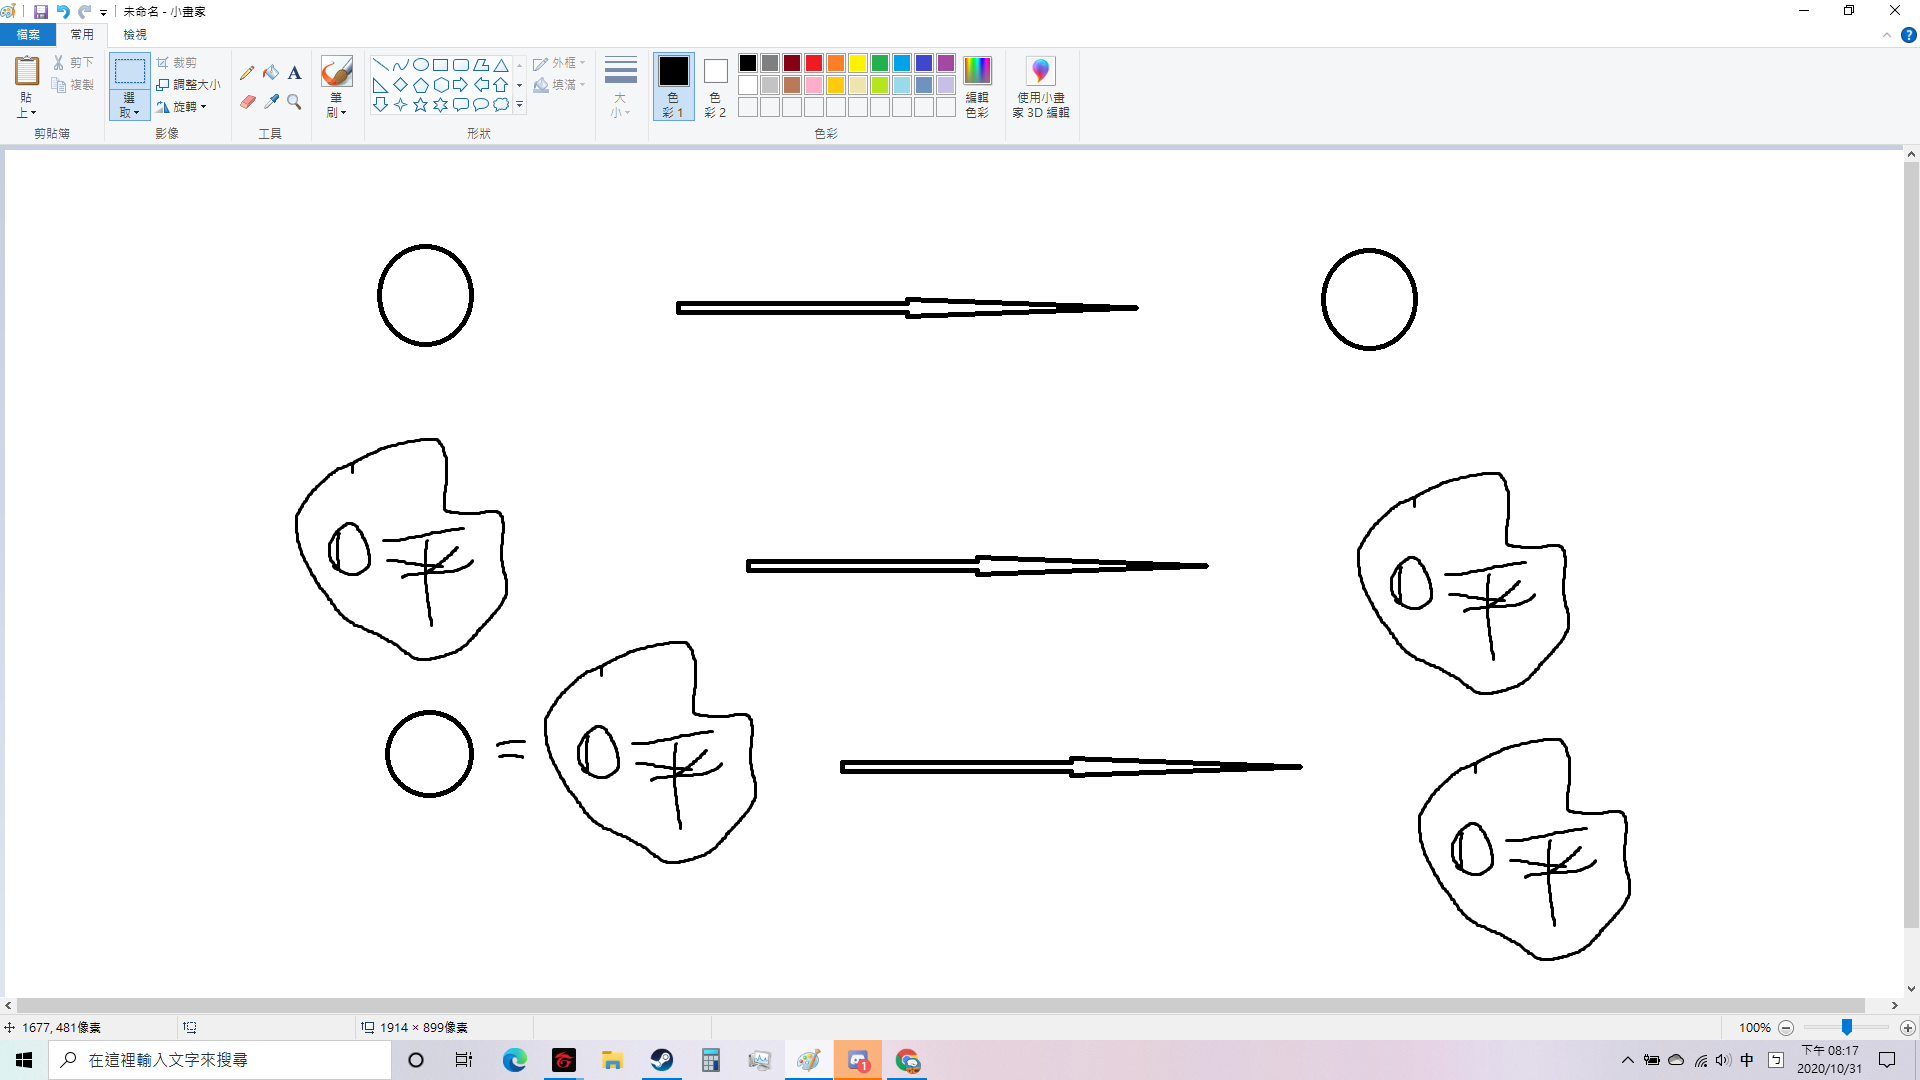 未命名 - 小畫家
檔案 常用 檢視
貼上 剪下 複製 剪貼簿
選取 裁剪 調整大小 旋轉 影像
A 工具
筆刷
外框 填滿 形狀
大小
色彩 1 色彩 2 編輯色彩 色彩
使用小畫家 3D 編輯
1677, 481像素 1914 × 899像素 100%
在這裡輸入文字來搜尋
1
中 ㄅ 下午 08:17
2020/10/31